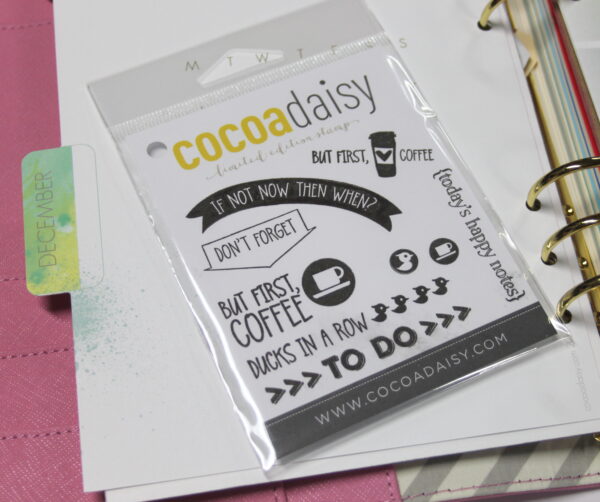 M T W T F S S
cocoadaisy
limited edition stamp
BUT FIRST, COFFEE
IF NOT NOW THEN WHEN?
{today's happy notes}
DON'T FORGET
BUT FIRST,
COFFEE
DUCKS IN A ROW
>>> TO DO >>>
WWW.COCOADAISY.COM
DECEMBER